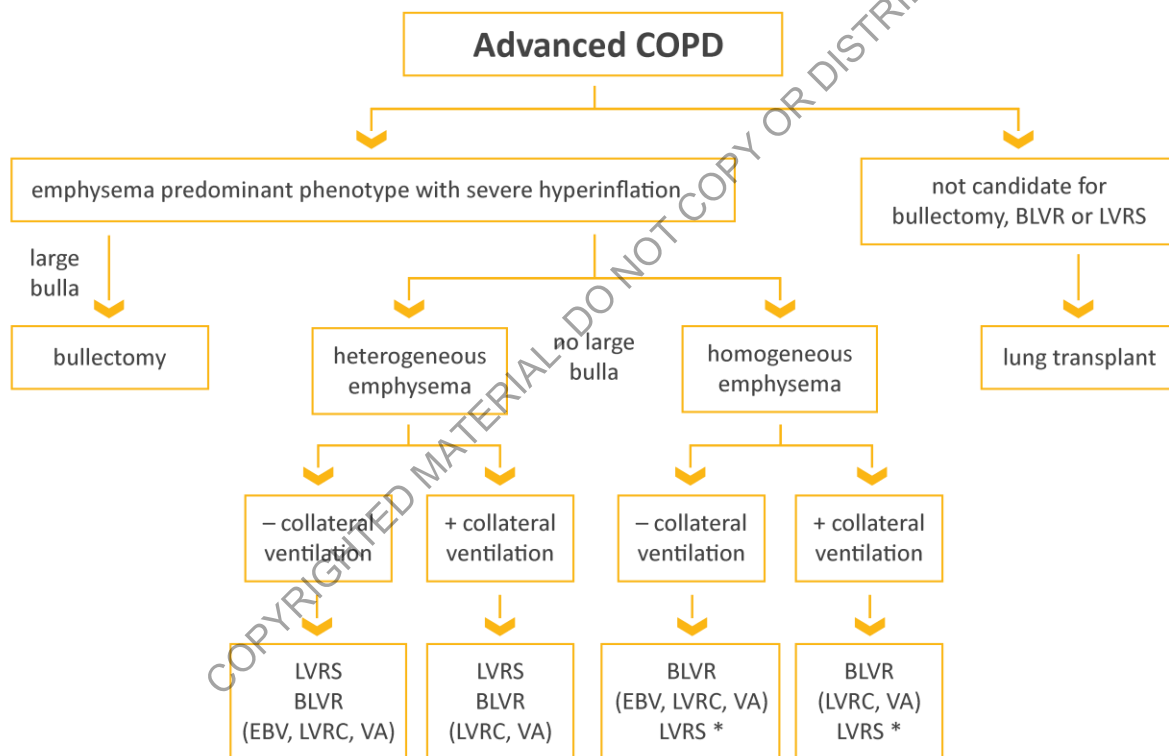 Advanced COPD
emphysema predominant phenotype with severe hyperinflation
not candidate for
bullectomy, BLVR or LVRS
large
bulla
bullectomy
heterogeneous
emphysema
no large
bulla
homogeneous
emphysema
lung transplant
– collateral
ventilation
+ collateral
ventilation
– collateral
ventilation
+ collateral
ventilation
LVRS
BLVR
(EBV, LVRC, VA)
LVRS
BLVR
(LVRC, VA)
BLVR
(EBV, LVRC, VA)
LVRS *
BLVR
(LVRC, VA)
LVRS *
COPYRIGHTED MATERIAL - DO NOT COPY OR